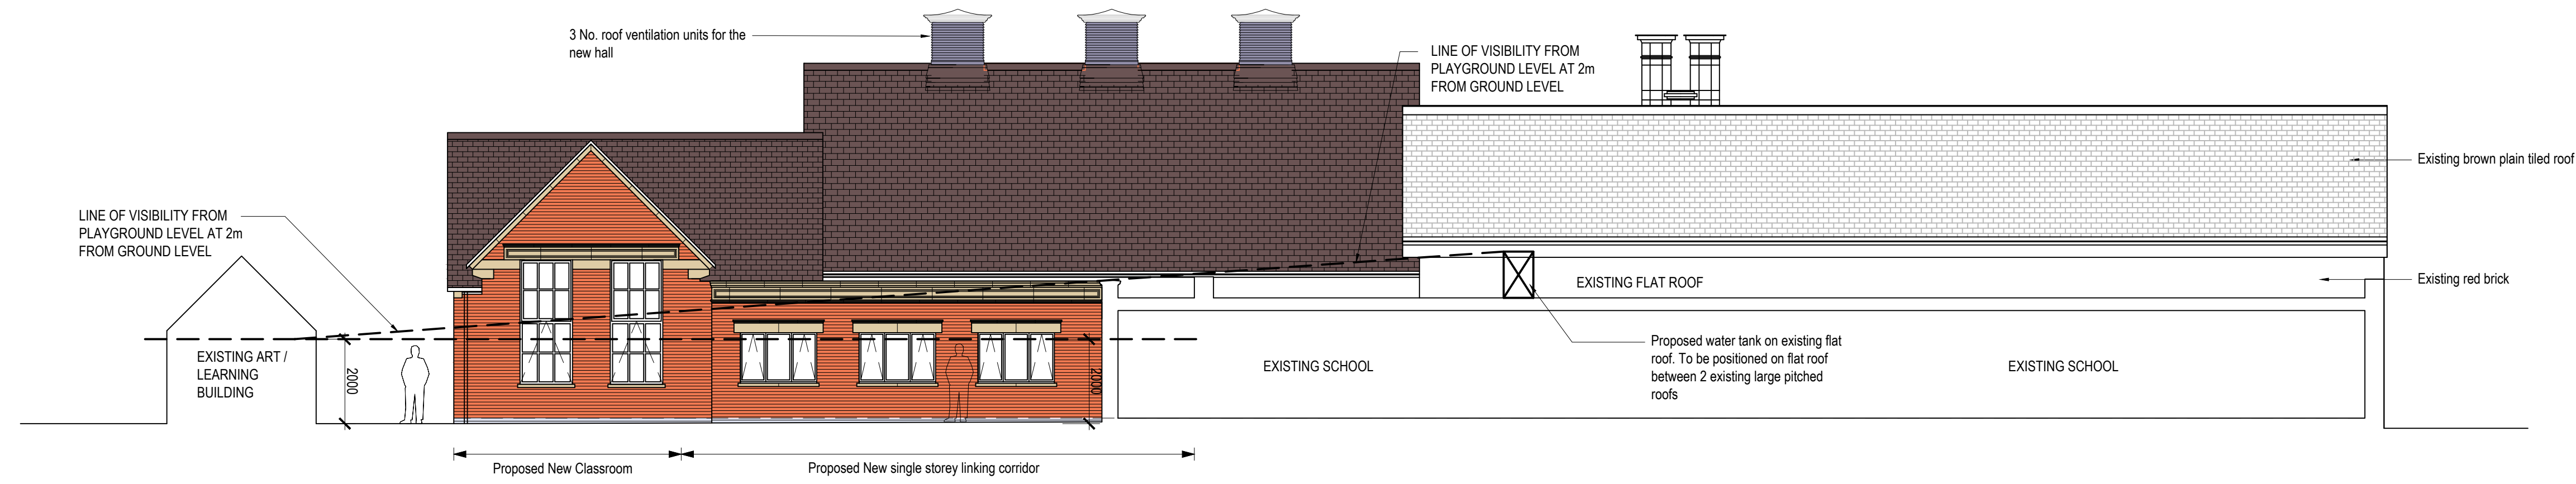 3 No. roof ventilation units for the
new hall
LINE OF VISIBILITY FROM
PLAYGROUND LEVEL AT 2m
FROM GROUND LEVEL
Existing brown plain tiled roof
LINE OF VISIBILITY FROM
PLAYGROUND LEVEL AT 2m
FROM GROUND LEVEL
EXISTING FLAT ROOF
Existing red brick
EXISTING ART /
LEARNING
BUILDING
2000
2000
EXISTING SCHOOL
Proposed water tank on existing flat
roof. To be positioned on flat roof
between 2 existing large pitched
roofs
EXISTING SCHOOL
Proposed New Classroom
Proposed New single storey linking corridor